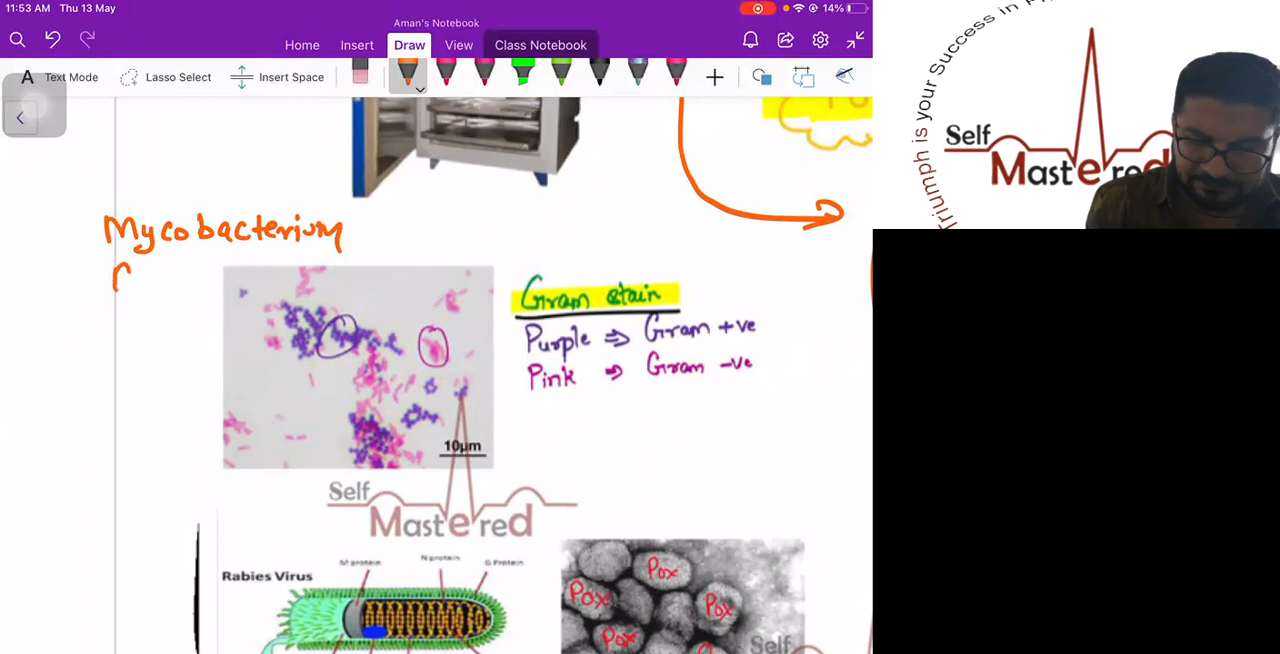 11:53 AM Thu 13 May
14%
Aman's Notebook
Home Insert Draw View Class Notebook
A Text Mode Lasso Select Insert Space
Triumph is your Success in
Self
Mastered
Mycobacterium
Gram stain
Purple ⇒ Gram +ve
Pink ⇒ Gram -ve
10µm
Self
Mastered
M protein N protein G Protein
Rabies Virus
Pox
Pox
Pox
Pox
Self